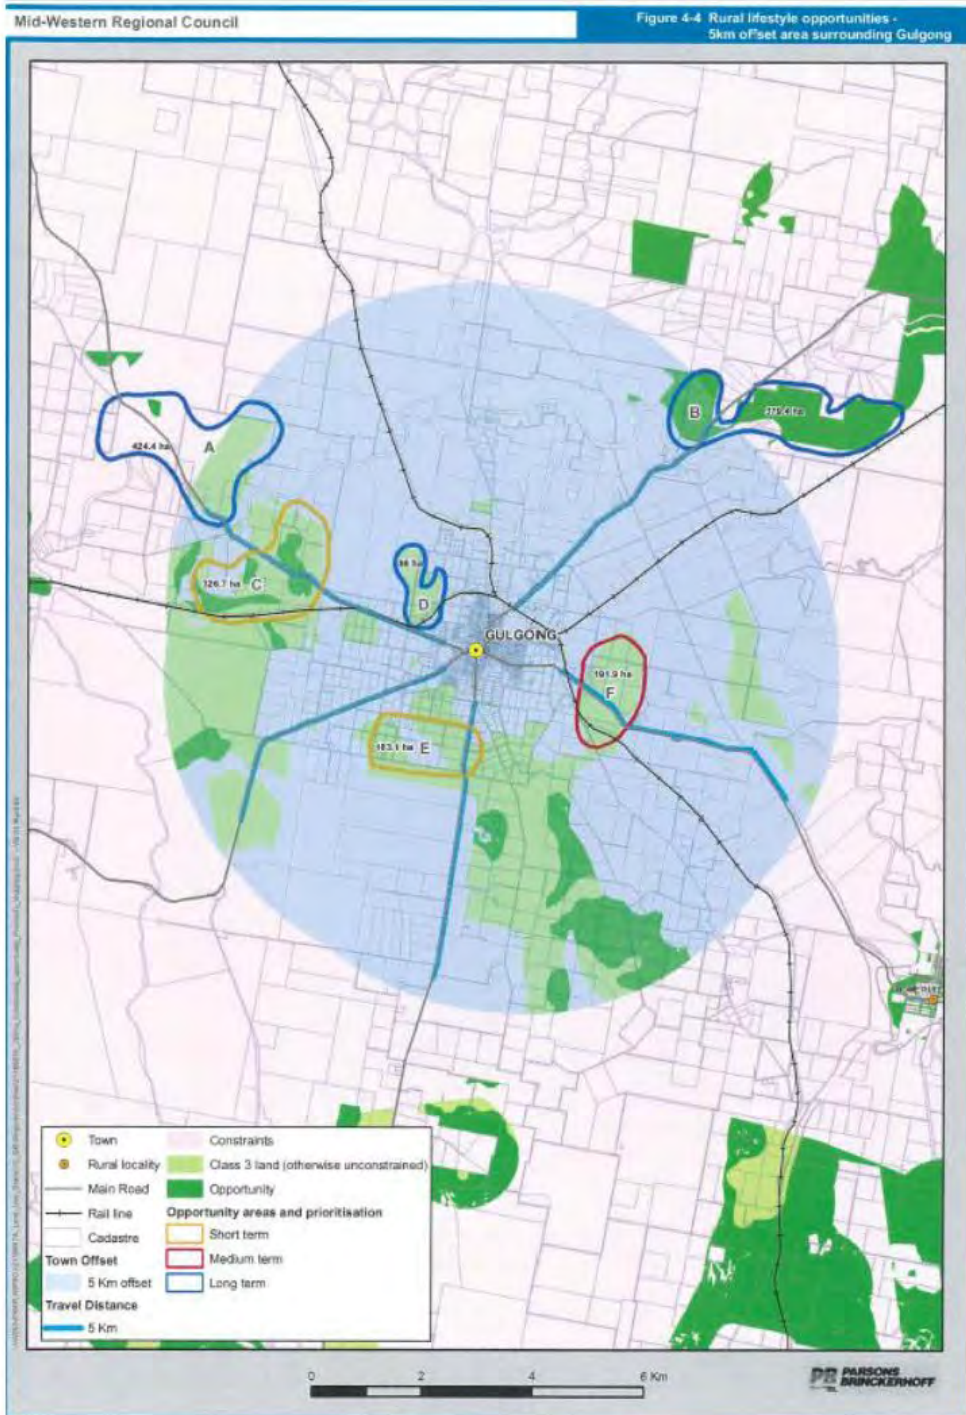 Mid-Western Regional Council
Figure 4-4 Rural lifestyle opportunities -
5km offset area surrounding Gulgong
B
A
424.4 ha
C
326.7 ha
D
GULGONG
191.9 ha
F
183.1 ha E
Town
Rural locality
Main Road
Rail line
Cadastre
Town Offset
5 Km offset
Travel Distance
5 Km
Constraints
Class 3 land (otherwise unconstrained)
Opportunity
Opportunity areas and prioritisation
Short term
Medium term
Long term
0 2 4 6 Km
PB PARSONS
BRINCKERHOFF